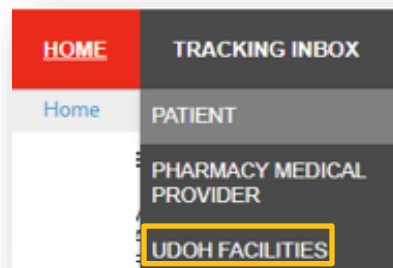 HOME TRACKING INBOX
Home
PATIENT
PHARMACY MEDICAL
PROVIDER
UDOH FACILITIES